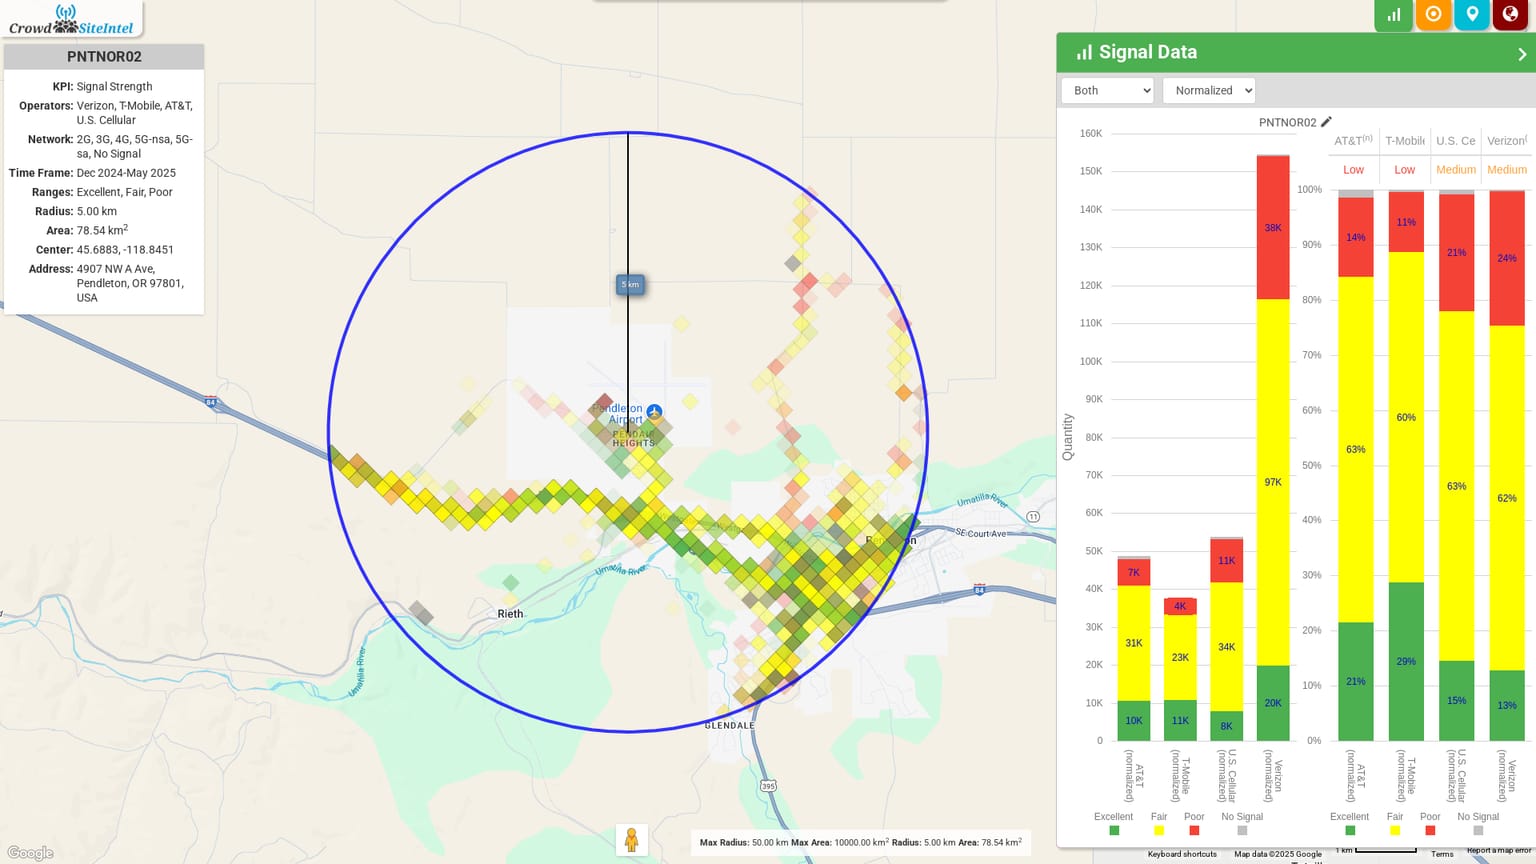 Crowd SiteIntel
PNTNOR02
KPI: Signal Strength
Operators: Verizon, T-Mobile, AT&T,
U.S. Cellular
Network: 2G, 3G, 4G, 5G-nsa, 5G-
sa, No Signal
Time Frame: Dec 2024-May 2025
Ranges: Excellent, Fair, Poor
Radius: 5.00 km
Area: 78.54 km2
Center: 45.6883, -118.8451
Address: 4907 NW A Ave,
Pendleton, OR 97801,
USA
5 km
84
Pendleton
Airport
PENDAIR
HEIGHTS
Umatilla River
11
SE Court Ave
Umatilla River
84
Rieth
Umatilla River
GLENDALE
395
Google
Max Radius: 50.00 km Max Area: 10000.00 km2 Radius: 5.00 km Area: 78.54 km2
Signal Data
Both
Normalized
PNTNOR02
160K
150K
140K
130K
120K
110K
100K
90K
80K
70K
60K
50K
40K
30K
20K
10K
0
Quantity
7K
31K
10K
4K
23K
11K
11K
34K
8K
38K
97K
20K
AT&T
(normalized)
T-Mobile
(normalized)
U.S. Cellular
(normalized)
Verizon
(normalized)
Excellent Fair Poor No Signal
AT&T(n) T-Mobile U.S. Ce Verizon(
Low Low Medium Medium
100%
90%
80%
70%
60%
50%
40%
30%
20%
10%
0%
14%
63%
21%
11%
60%
29%
21%
63%
15%
24%
62%
13%
AT&T
(normalized)
T-Mobile
(normalized)
U.S. Cellular
(normalized)
Verizon
(normalized)
Excellent Fair Poor No Signal
Keyboard shortcuts Map data ©2025 Google 1 km Terms Report a map error